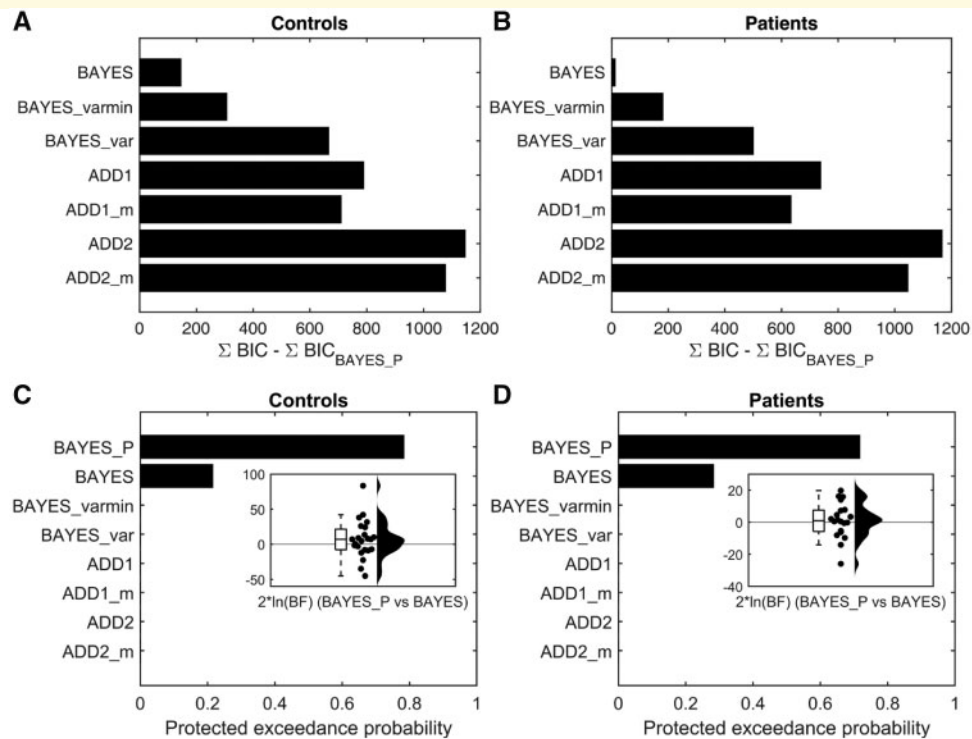 A
Controls
BAYES
BAYES_varmin
BAYES_var
ADD1
ADD1_m
ADD2
ADD2_m
0 200 400 600 800 1000 1200
Σ BIC - Σ BIC_BAYES_P
B
Patients
BAYES
BAYES_varmin
BAYES_var
ADD1
ADD1_m
ADD2
ADD2_m
0 200 400 600 800 1000 1200
Σ BIC - Σ BIC_BAYES_P
C
Controls
BAYES_P
BAYES
BAYES_varmin
BAYES_var
ADD1
ADD1_m
ADD2
ADD2_m
100
50
0
-50
2*ln(BF) (BAYES_P vs BAYES)
0 0.2 0.4 0.6 0.8 1
Protected exceedance probability
D
Patients
BAYES_P
BAYES
BAYES_varmin
BAYES_var
ADD1
ADD1_m
ADD2
ADD2_m
20
0
-20
-40
2*ln(BF) (BAYES_P vs BAYES)
0 0.2 0.4 0.6 0.8 1
Protected exceedance probability